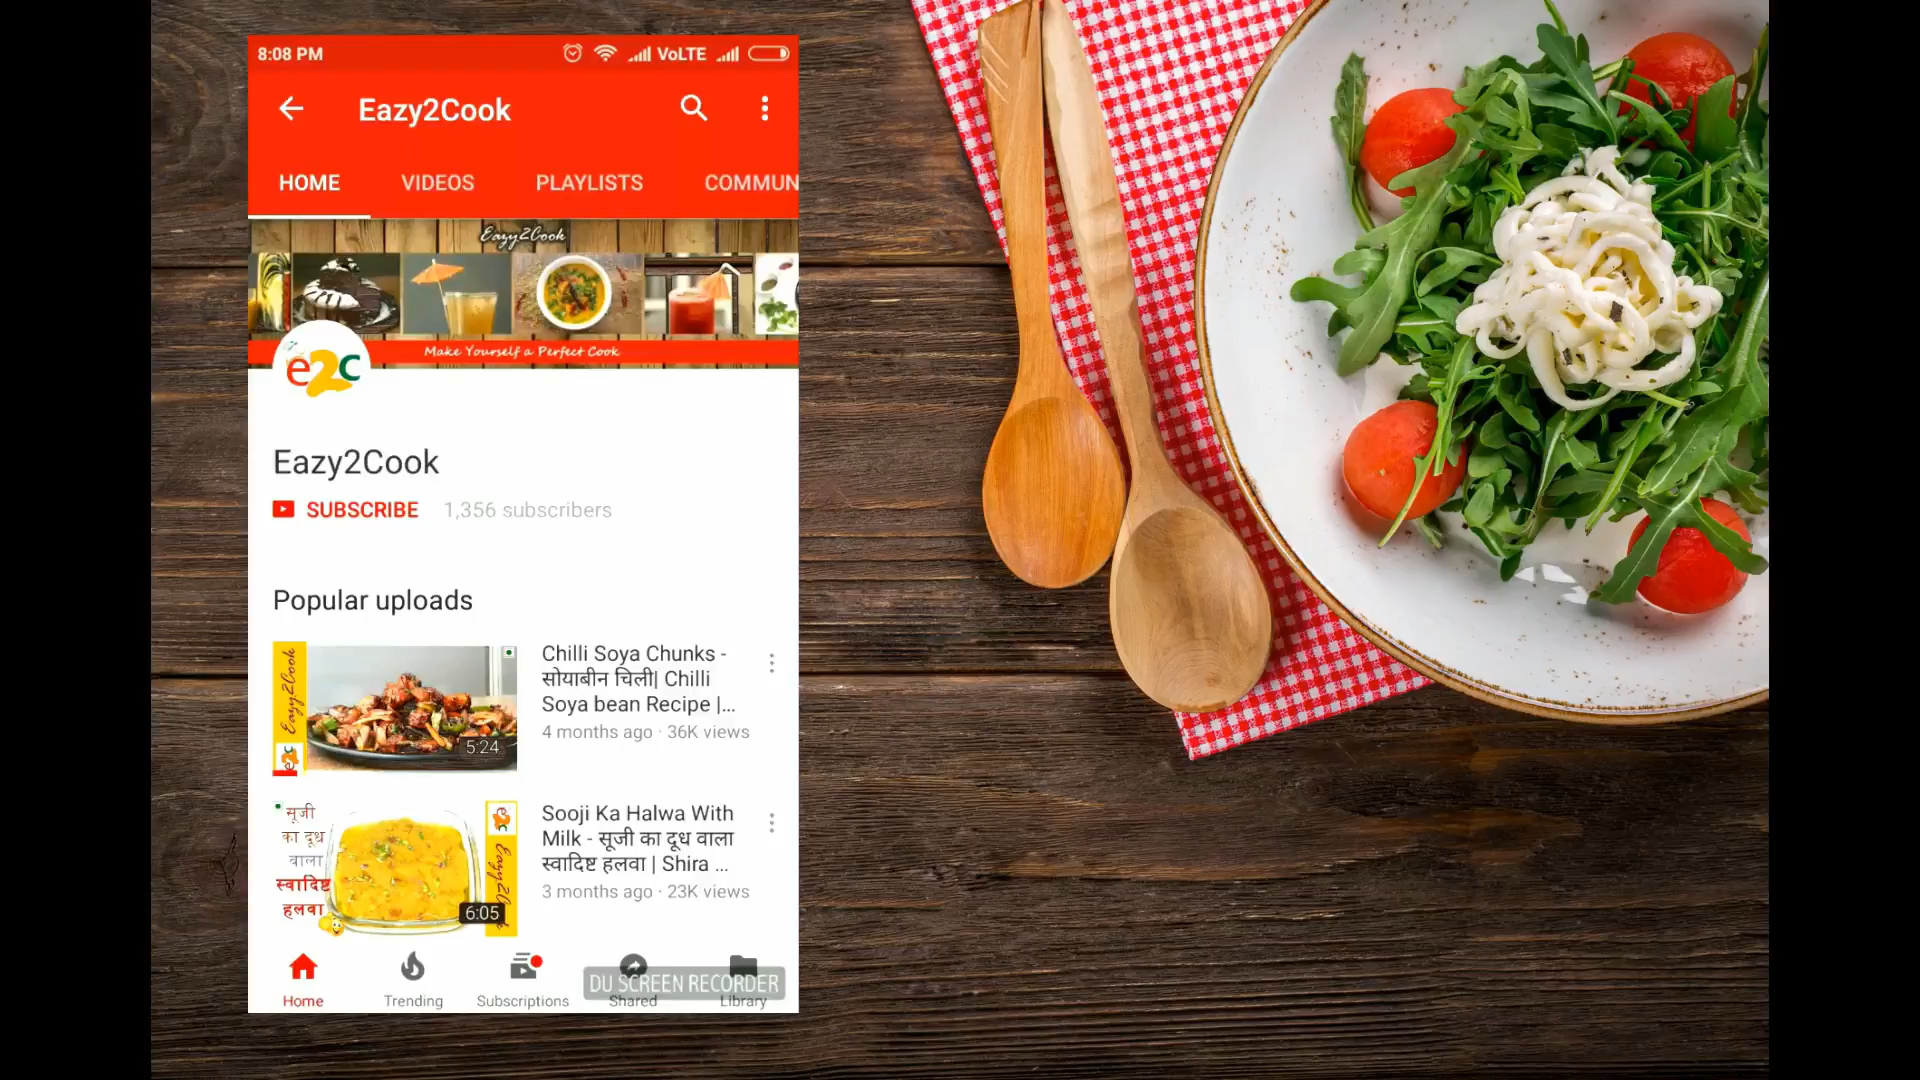 8:08 PM
VoLTE
Eazy2Cook
HOME VIDEOS PLAYLISTS COMMUN
Eazy2Cook
Make Yourself a Perfect Cook
e2c
Eazy2Cook
SUBSCRIBE 1,356 subscribers
Popular uploads
Eazy2Cook
e2c
5:24
Chilli Soya Chunks -
सोयाबीन चिली| Chilli
Soya bean Recipe |...
4 months ago · 36K views
सूजी
का दूध
वाला
स्वादिष्ट
हलवा
e2c
Eazy2Cook
6:05
Sooji Ka Halwa With
Milk - सूजी का दूध वाला
स्वादिष्ट हलवा | Shira ...
3 months ago · 23K views
DU SCREEN RECORDER
Home Trending Subscriptions Shared Library